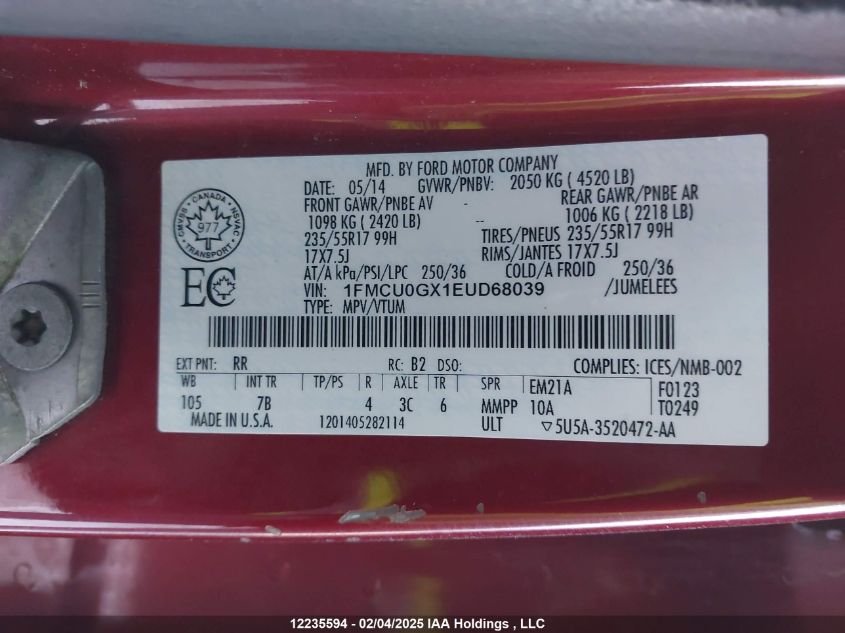 MFD. BY FORD MOTOR COMPANY
DATE: 05/14 GVWR/PNBV: 2050 KG ( 4520 LB)
FRONT GAWR/PNBE AV - REAR GAWR/PNBE AR
1098 KG ( 2420 LB) -- 1006 KG ( 2218 LB)
235/55R17 99H TIRES/PNEUS 235/55R17 99H
17X7.5J RIMS/JANTES 17X7.5J
AT/A kPa/PSI/LPC 250/36 COLD/A FROID 250/36
VIN: 1FMCU0GX1EUD68039 /JUMELEES
TYPE: MPV/VTUM
CANADA
CMVSS NSVAC
977
TRANSPORT
EC
EXT PNT: RR RC: B2 DSO: COMPLIES: ICES/NMB-002
WB INT TR TP/PS R AXLE TR SPR EM21A F0123
105 7B 4 3C 6 MMPP 10A T0249
MADE IN U.S.A. 1201405282114 ULT ▽5U5A-3520472-AA
12235594 - 02/04/2025 IAA Holdings , LLC